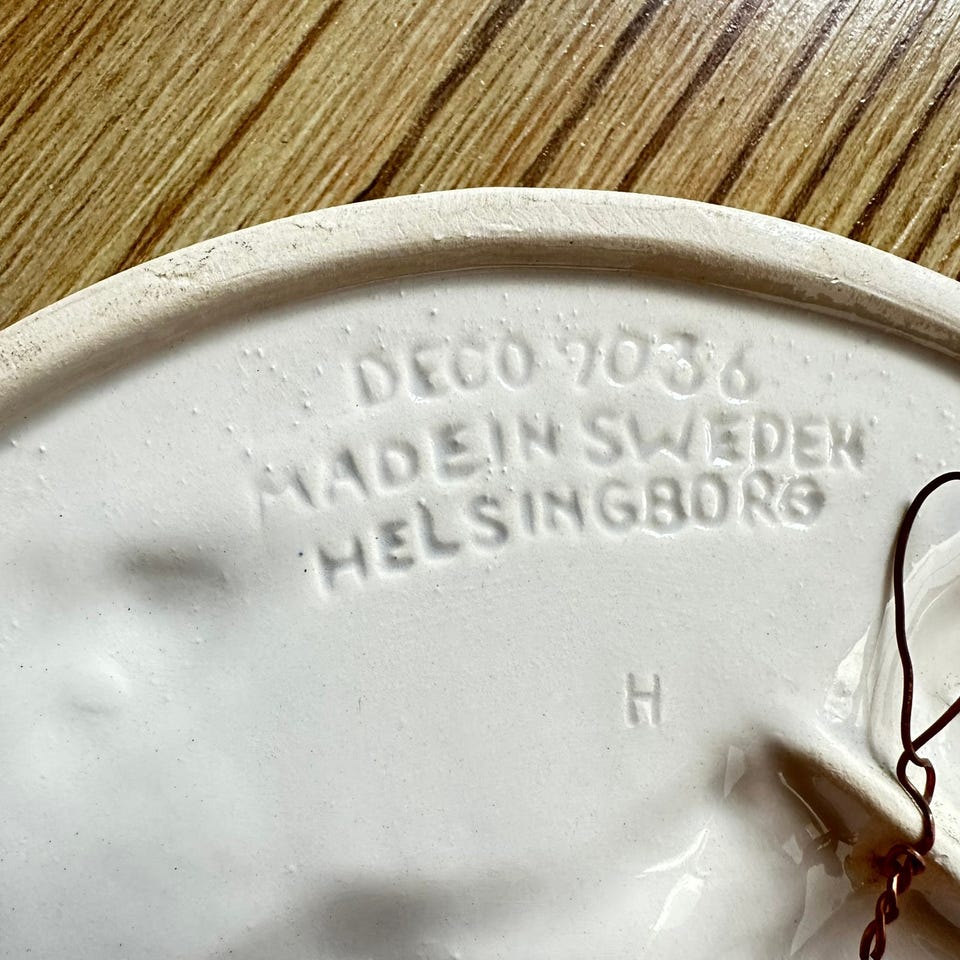 DECO 7036
MADE IN SWEDEN
HELSINGBORG
H